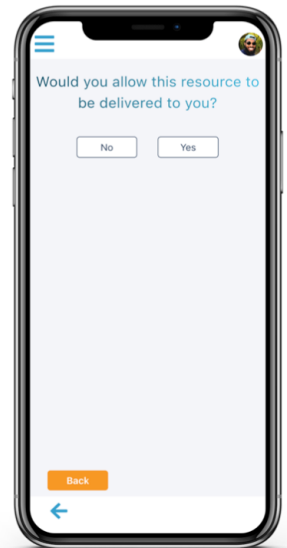 Would you allow this resource to
be delivered to you?
No
Yes
Back